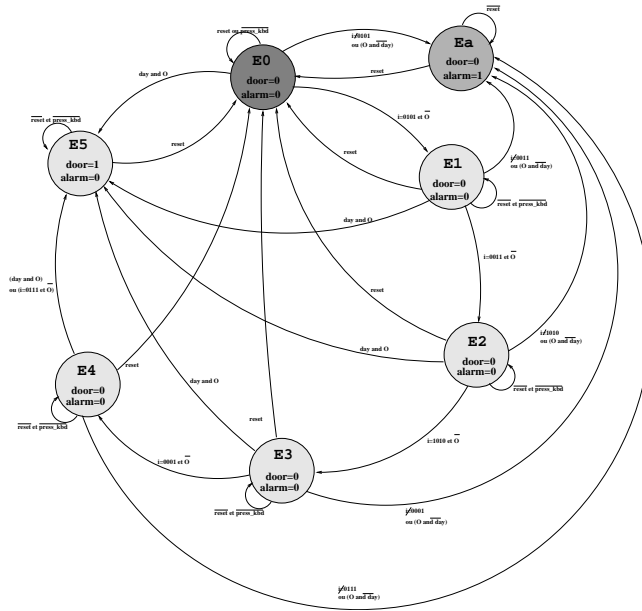 reset
reset ou press_kbd
i≠0101
ou (O and day)
Ea
door=0
alarm=1
E0
door=0
alarm=0
day and O
reset
i=0101 et O
reset et press_kbd
E5
door=1
alarm=0
reset
reset
E1
door=0
alarm=0
i≠0011
ou (O and day)
reset et press_kbd
day and O
i=0011 et O
(day and O)
ou (i=0111 et O)
reset
i≠1010
ou (O and day)
E2
door=0
alarm=0
day and O
reset
E4
door=0
alarm=0
day and O
reset et press_kbd
reset et press_kbd
reset
i=1010 et O
E3
door=0
alarm=0
i=0001 et O
reset et press_kbd
i≠0001
ou (O and day)
i≠0111
ou (O and day)